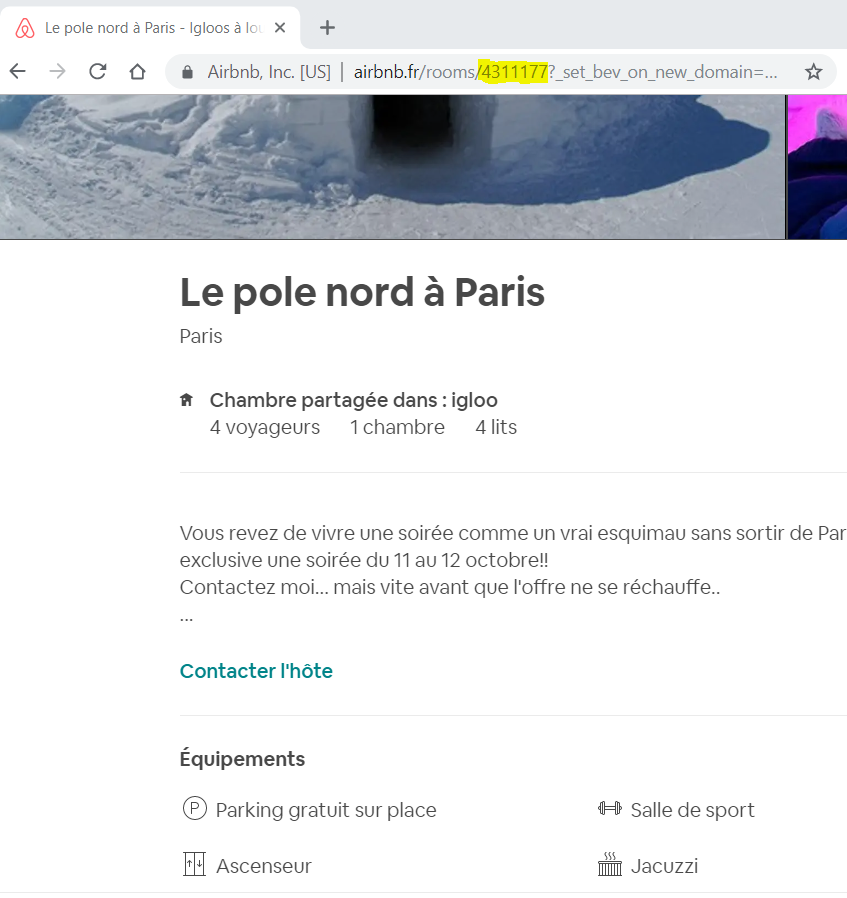 Le pole nord à Paris - Igloos à lou
Airbnb, Inc. [US] | airbnb.fr/rooms/4311177?_set_bev_on_new_domain=...
Le pole nord à Paris
Paris
Chambre partagée dans : igloo
4 voyageurs 1 chambre 4 lits
Vous revez de vivre une soirée comme un vrai esquimau sans sortir de Par
exclusive une soirée du 11 au 12 octobre!!
Contactez moi... mais vite avant que l'offre ne se réchauffe..
...
Contacter l'hôte
Équipements
P Parking gratuit sur place Salle de sport
Ascenseur Jacuzzi